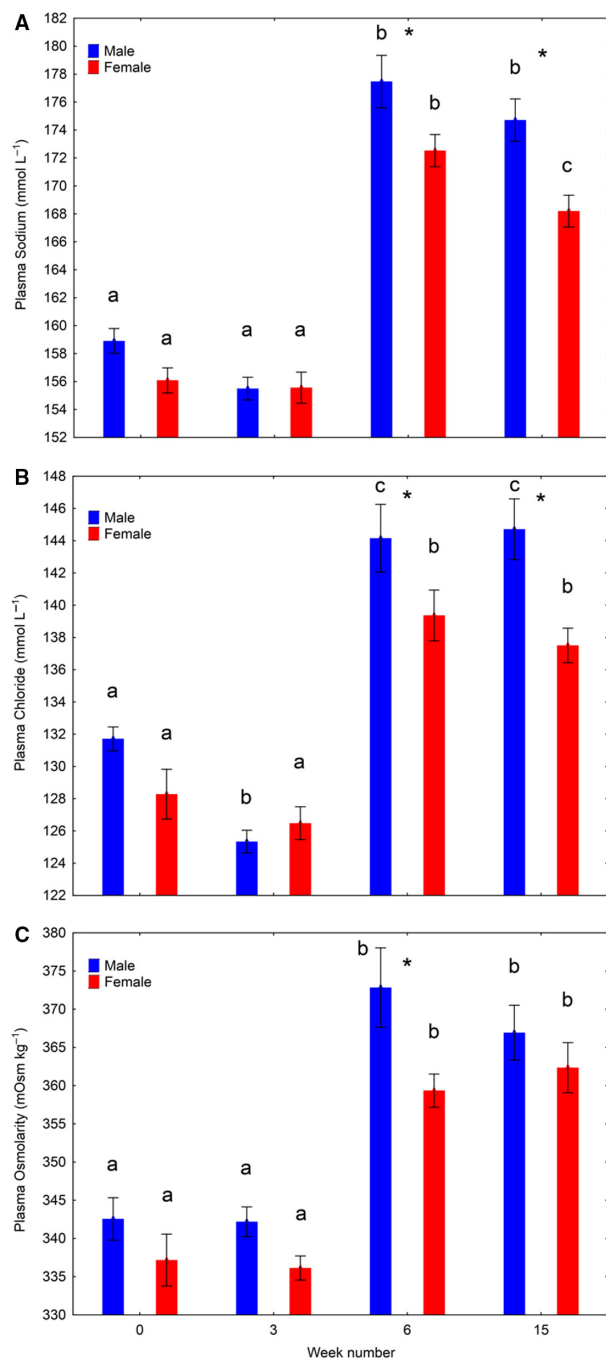 A
Male
Female
Plasma Sodium (mmol L⁻¹)
182
180
178
176
174
172
170
168
166
164
162
160
158
156
154
152
a
a
a
a
b
*
b
b
*
c
B
Male
Female
Plasma Chloride (mmol L⁻¹)
148
146
144
142
140
138
136
134
132
130
128
126
124
122
a
a
b
a
c
*
b
c
*
b
C
Male
Female
Plasma Osmolarity (mOsm kg⁻¹)
380
375
370
365
360
355
350
345
340
335
330
a
a
a
a
b
*
b
b
b
0
3
6
15
Week number